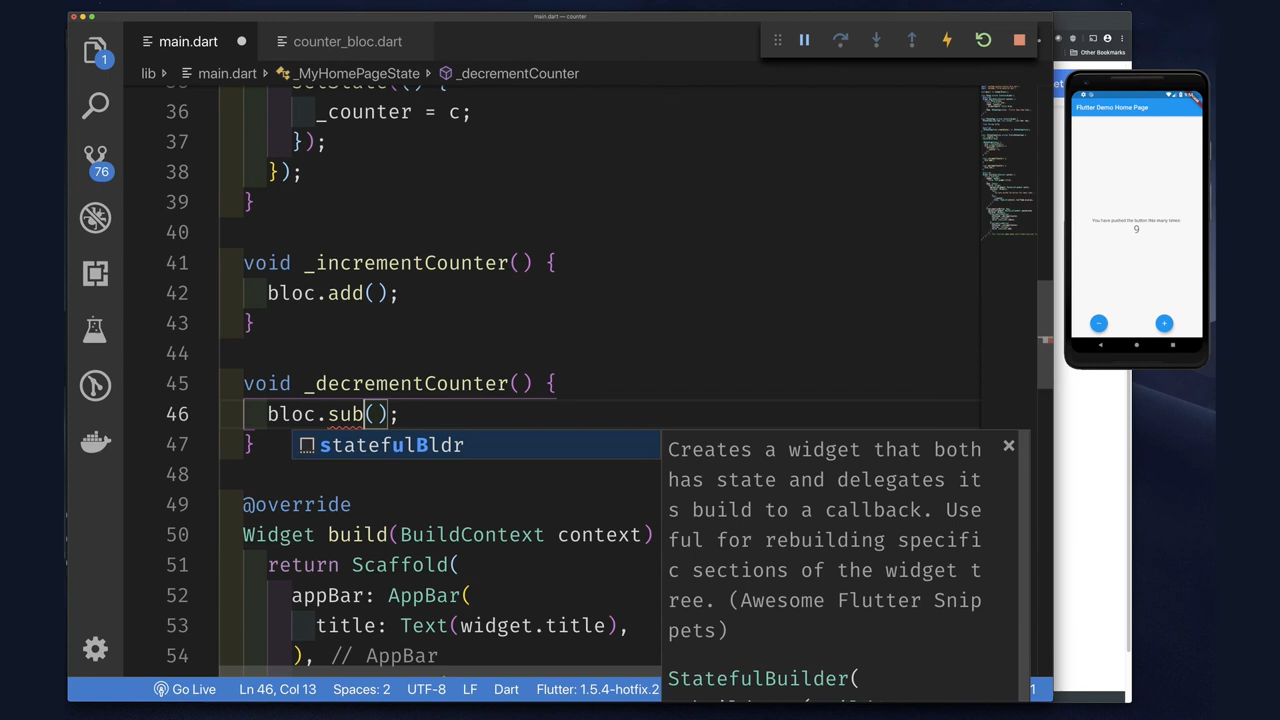 main.dart — counter
main.dart
counter_bloc.dart
Other Bookmarks
1
lib > main.dart > _MyHomePageState > _decrementCounter
36 _counter = c;
37 });
38 });
39 }
40
41 void _incrementCounter() {
42 bloc.add();
43 }
44
45 void _decrementCounter() {
46 bloc.sub();
47 }
48
49 @override
50 Widget build(BuildContext context)
51 return Scaffold(
52 appBar: AppBar(
53 title: Text(widget.title),
54 ), // AppBar
76
statefulBldr
Creates a widget that both
has state and delegates it
s build to a callback. Use
ful for rebuilding specifi
c sections of the widget t
ree. (Awesome Flutter Snip
pets)
StatefulBuilder(
Go Live
Ln 46, Col 13
Spaces: 2
UTF-8
LF
Dart
Flutter: 1.5.4-hotfix.2
1
Flutter Demo Home Page
You have pushed the button this many times:
9
−
+